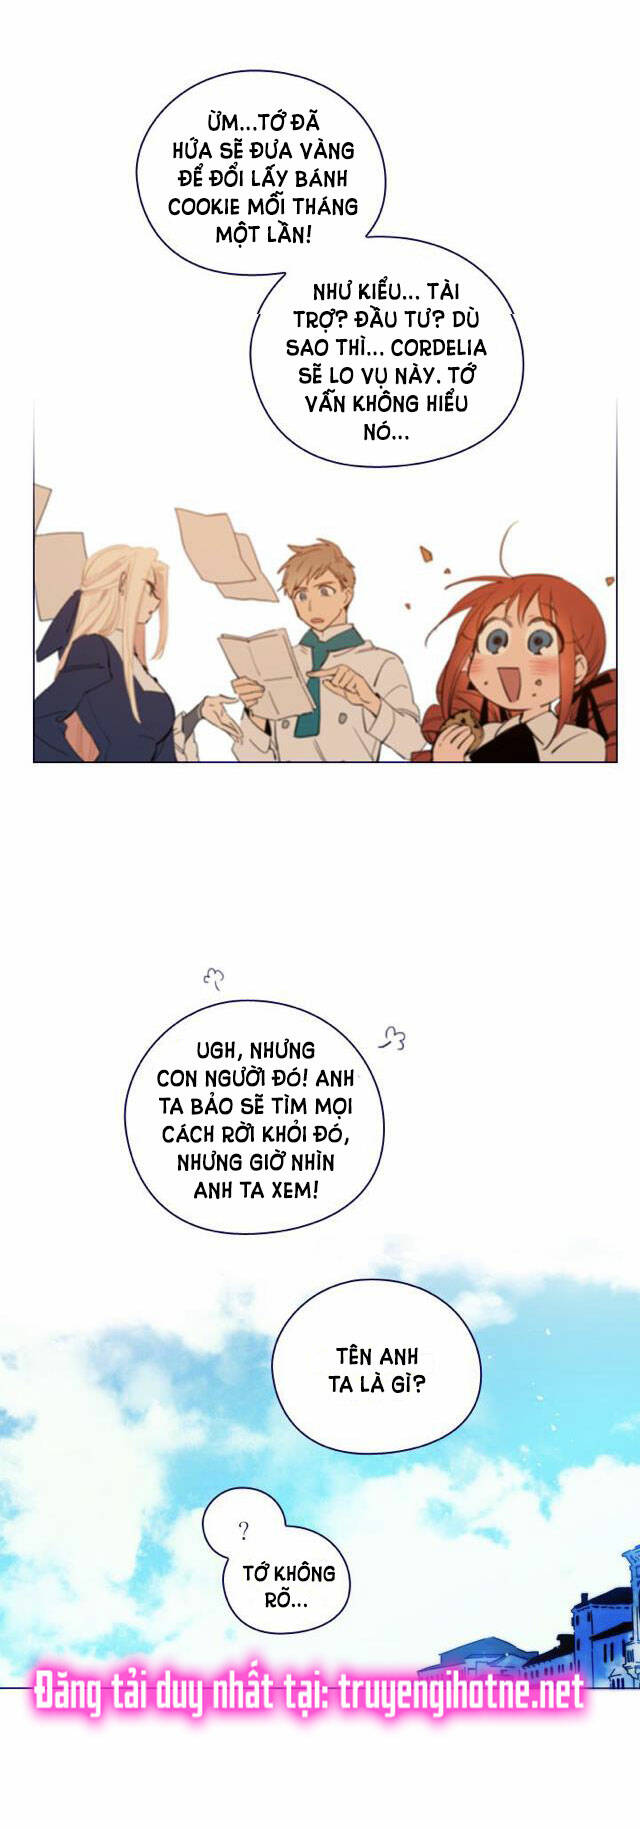 ỪM...TỚ ĐÃ
HỨA SẼ ĐƯA VÀNG
ĐỂ ĐỔI LẤY BÁNH
COOKIE MỖI THÁNG
MỘT LẦN!
NHƯ KIỂU... TÀI
TRỢ? ĐẦU TƯ? DÙ
SAO THÌ... CORDELIA
SẼ LO VỤ NÀY. TỚ
VẪN KHÔNG HIỂU
NÓ...
UGH, NHƯNG
CON NGƯỜI ĐÓ! ANH
TA BẢO SẼ TÌM MỌI
CÁCH RỜI KHỎI ĐÓ,
NHƯNG GIỜ NHÌN
ANH TA XEM!
TÊN ANH
TA LÀ GÌ?
?
TỚ KHÔNG
RÕ...
Đăng tải duy nhất tại: truyengihotne.net